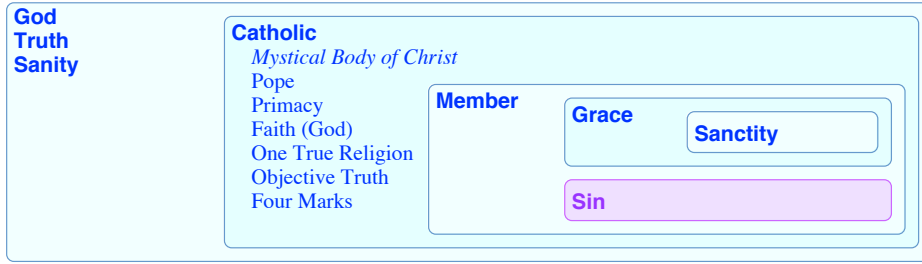 God
Truth
Sanity
Catholic
Mystical Body of Christ
Pope
Primacy
Faith (God)
One True Religion
Objective Truth
Four Marks
Member
Grace
Sanctity
Sin